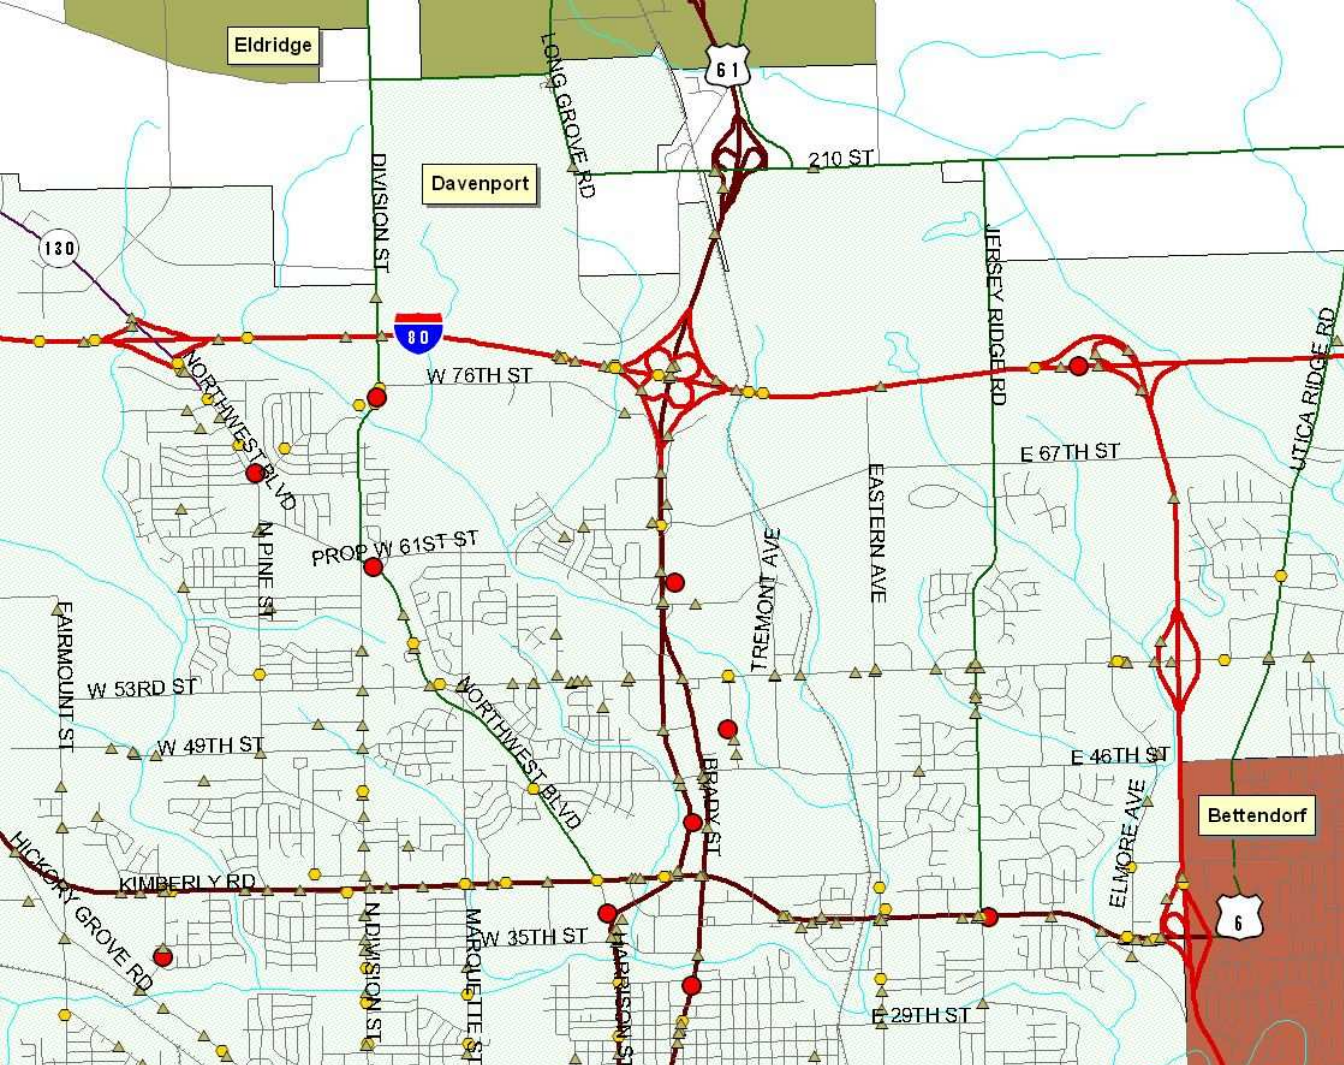 Eldridge
LONG GROVE RD
61
210 ST
DIVISION ST
Davenport
130
JERSEY RIDGE RD
80
UTICA RIDGE RD
NORTHWEST BLVD
W 76TH ST
E 67TH ST
EASTERN AVE
N PINE ST
PROP W 61ST ST
TREMONT AVE
FAIRMOUNT ST
W 53RD ST
NORTHWEST BLVD
W 49TH ST
E 46TH ST
BRADY ST
ELMORE AVE
Bettendorf
HICKORY GROVE RD
KIMBERLY RD
6
N DIVISION ST
MARQUETTE ST
W 35TH ST
HARRISON ST
E 29TH ST